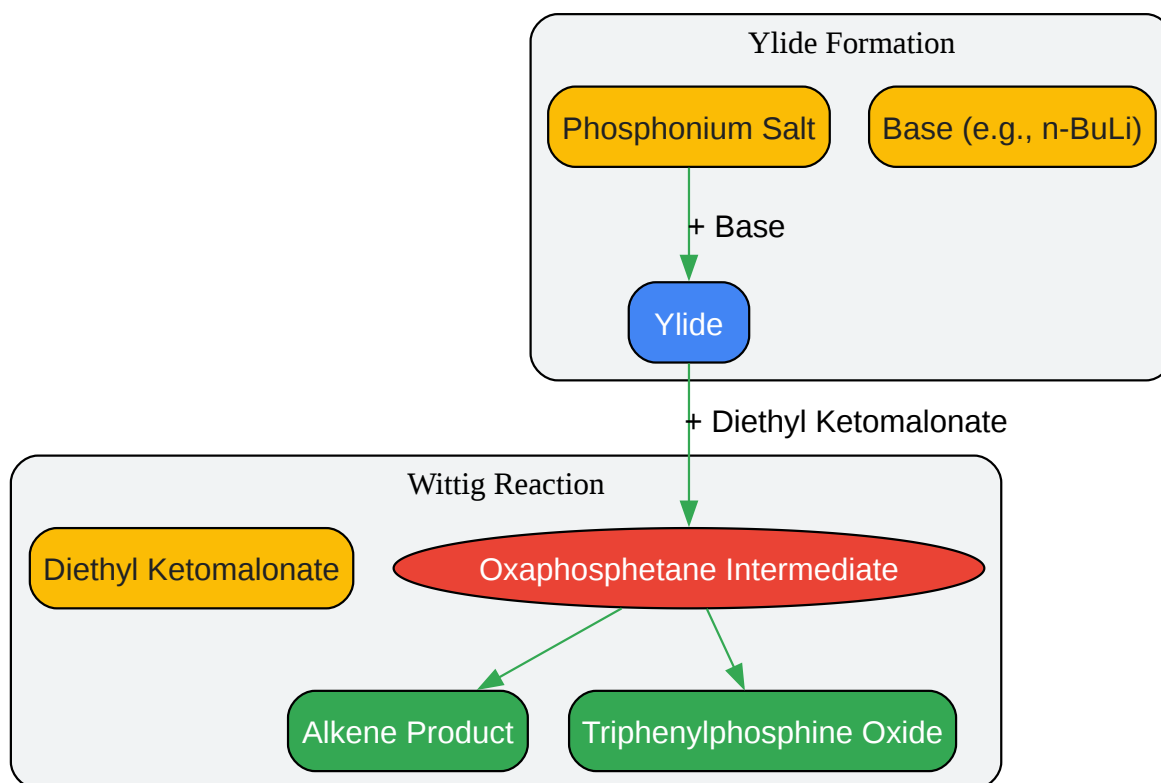 Ylide Formation
Phosphonium Salt
Base (e.g., n-BuLi)
+ Base
Ylide
+ Diethyl Ketomalonate
Wittig Reaction
Diethyl Ketomalonate
Oxaphosphetane Intermediate
Alkene Product
Triphenylphosphine Oxide